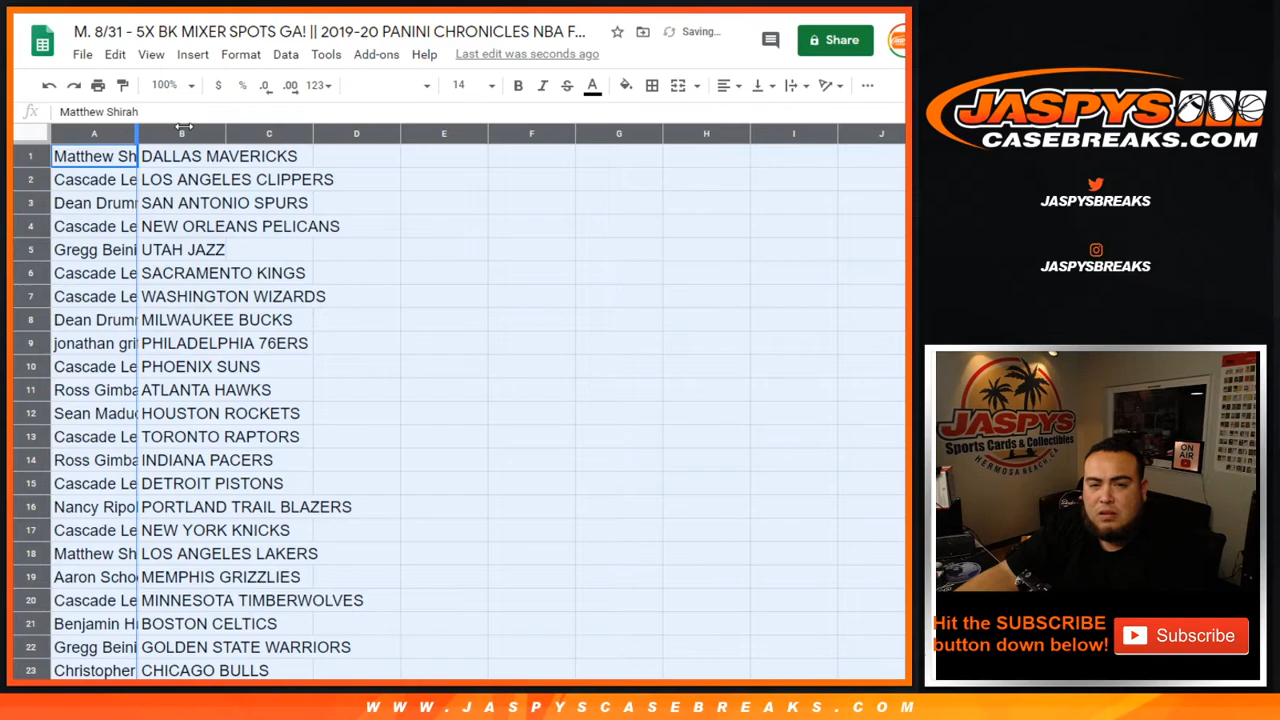 M. 8/31 - 5X BK MIXER SPOTS GA! || 2019-20 PANINI CHRONICLES NBA F...
Saving...
Share
File Edit View Insert Format Data Tools Add-ons Help Last edit was seconds ago
100% $ % .0 .00 123 14 B I S A
fx Matthew Shirah
A B C D E F G H I J
1 Matthew Sh DALLAS MAVERICKS
2 Cascade Le LOS ANGELES CLIPPERS
3 Dean Drum SAN ANTONIO SPURS
4 Cascade Le NEW ORLEANS PELICANS
5 Gregg Beini UTAH JAZZ
6 Cascade Le SACRAMENTO KINGS
7 Cascade Le WASHINGTON WIZARDS
8 Dean Drum MILWAUKEE BUCKS
9 jonathan gri PHILADELPHIA 76ERS
10 Cascade Le PHOENIX SUNS
11 Ross Gimba ATLANTA HAWKS
12 Sean Madu HOUSTON ROCKETS
13 Cascade Le TORONTO RAPTORS
14 Ross Gimba INDIANA PACERS
15 Cascade Le DETROIT PISTONS
16 Nancy Ripo PORTLAND TRAIL BLAZERS
17 Cascade Le NEW YORK KNICKS
18 Matthew Sh LOS ANGELES LAKERS
19 Aaron Scho MEMPHIS GRIZZLIES
20 Cascade Le MINNESOTA TIMBERWOLVES
21 Benjamin H BOSTON CELTICS
22 Gregg Beini GOLDEN STATE WARRIORS
23 Christopher CHICAGO BULLS
JASPYS
CASEBREAKS.COM
JASPYSBREAKS
JASPYSBREAKS
JASPYS
Sports Cards & Collectibles
HERMOSA BEACH, CA
ON
AIR
Hit the SUBSCRIBE
button down below!
Subscribe
WWW.JASPYSCASEBREAKS.COM